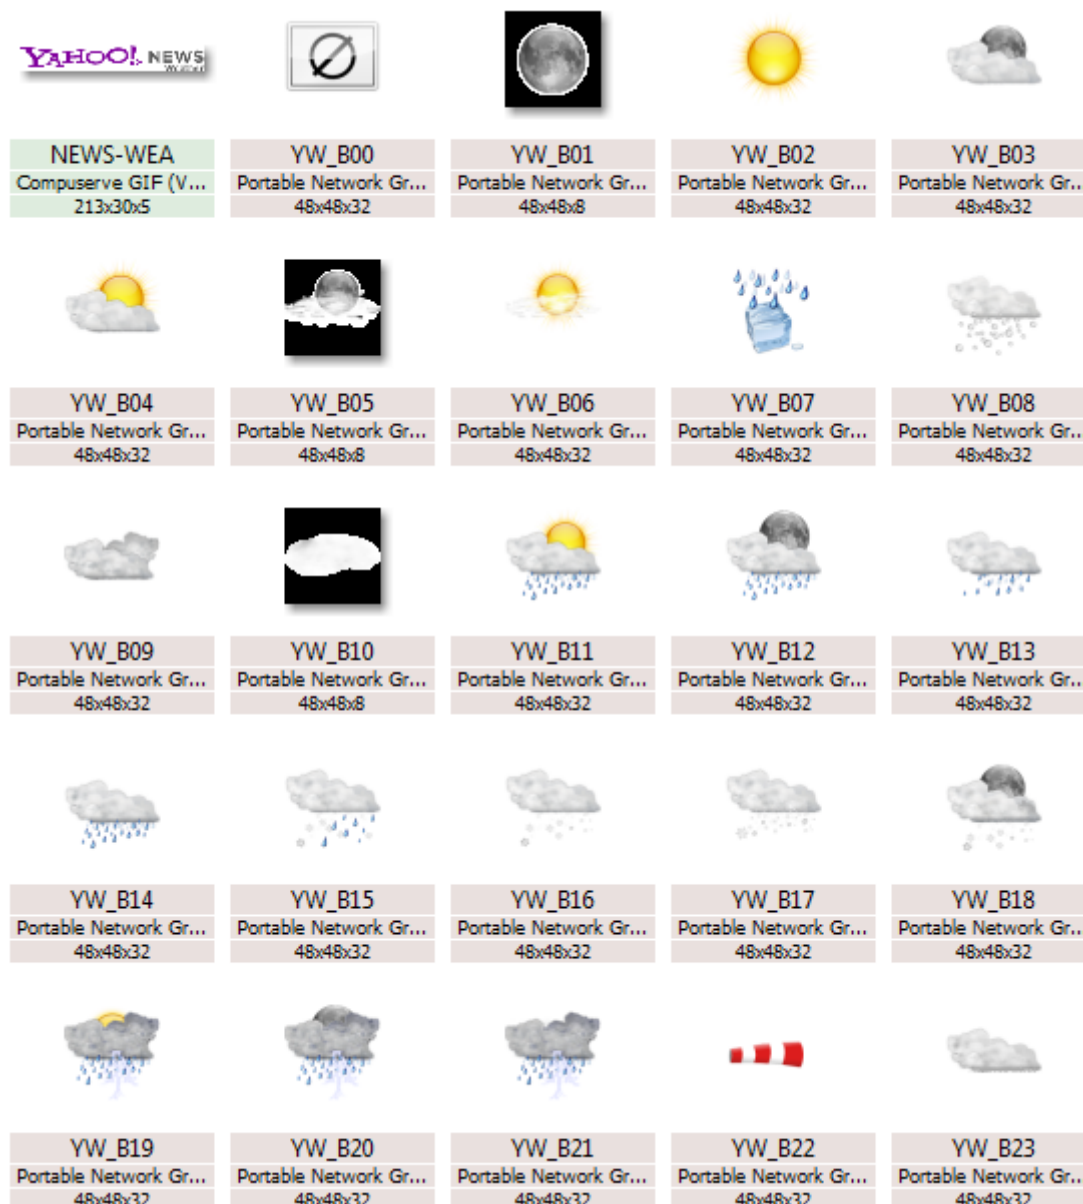 YAHOO! NEWS
Weather
NEWS-WEA YW_B00 YW_B01 YW_B02 YW_B03
Compuserve GIF (V... Portable Network Gr... Portable Network Gr... Portable Network Gr... Portable Network Gr...
213x30x5 48x48x32 48x48x8 48x48x32 48x48x32
YW_B04 YW_B05 YW_B06 YW_B07 YW_B08
Portable Network Gr... Portable Network Gr... Portable Network Gr... Portable Network Gr... Portable Network Gr...
48x48x32 48x48x8 48x48x32 48x48x32 48x48x32
YW_B09 YW_B10 YW_B11 YW_B12 YW_B13
Portable Network Gr... Portable Network Gr... Portable Network Gr... Portable Network Gr... Portable Network Gr...
48x48x32 48x48x8 48x48x32 48x48x32 48x48x32
YW_B14 YW_B15 YW_B16 YW_B17 YW_B18
Portable Network Gr... Portable Network Gr... Portable Network Gr... Portable Network Gr... Portable Network Gr...
48x48x32 48x48x32 48x48x32 48x48x32 48x48x32
YW_B19 YW_B20 YW_B21 YW_B22 YW_B23
Portable Network Gr... Portable Network Gr... Portable Network Gr... Portable Network Gr... Portable Network Gr...
48x48x32 48x48x32 48x48x32 48x48x32 48x48x32